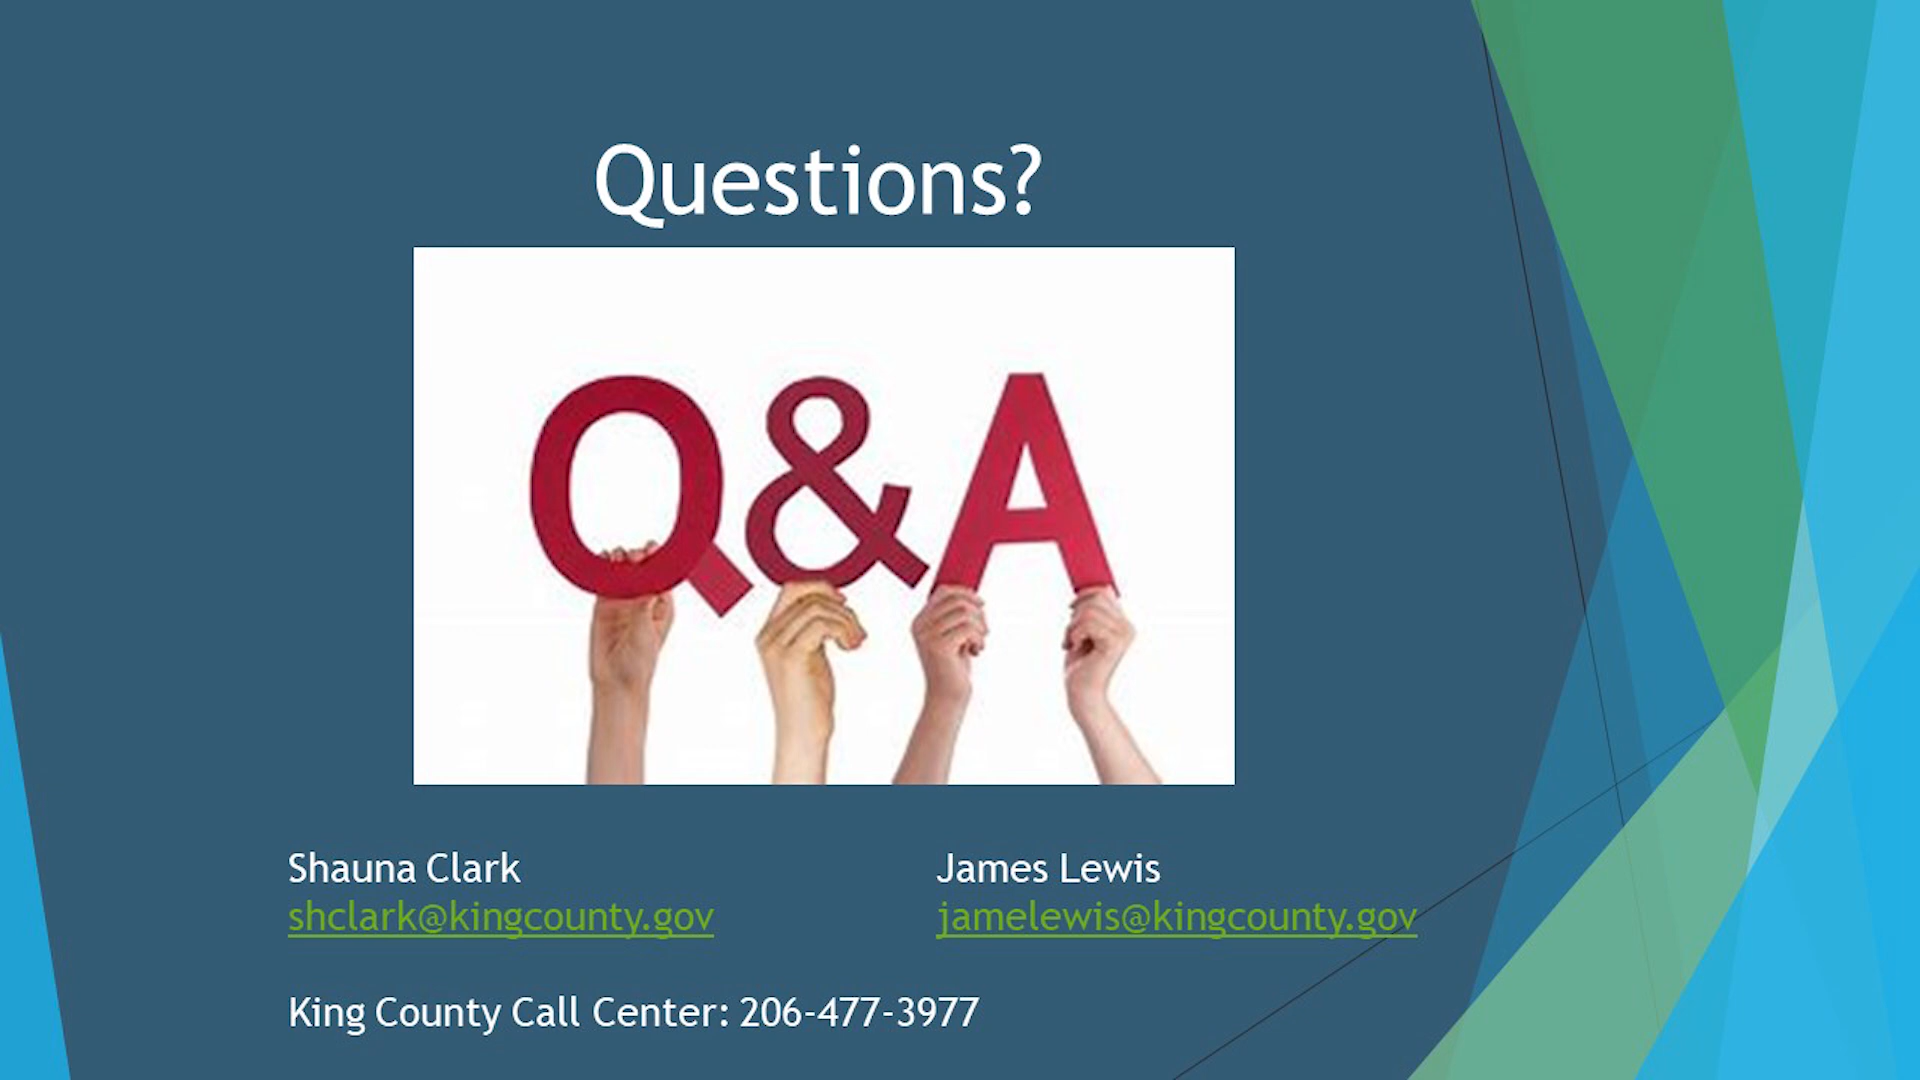 Questions?
Q&A
Shauna Clark
James Lewis
shclark@kingcounty.gov
jamelewis@kingcounty.gov
King County Call Center: 206-477-3977